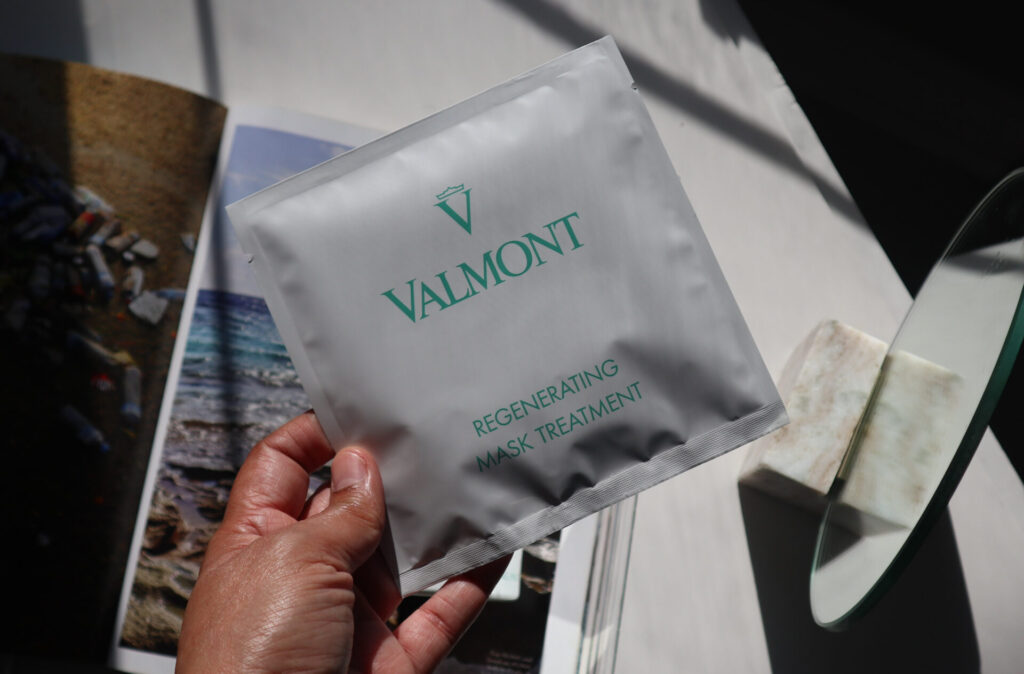 V
VALMONT
REGENERATING
MASK TREATMENT